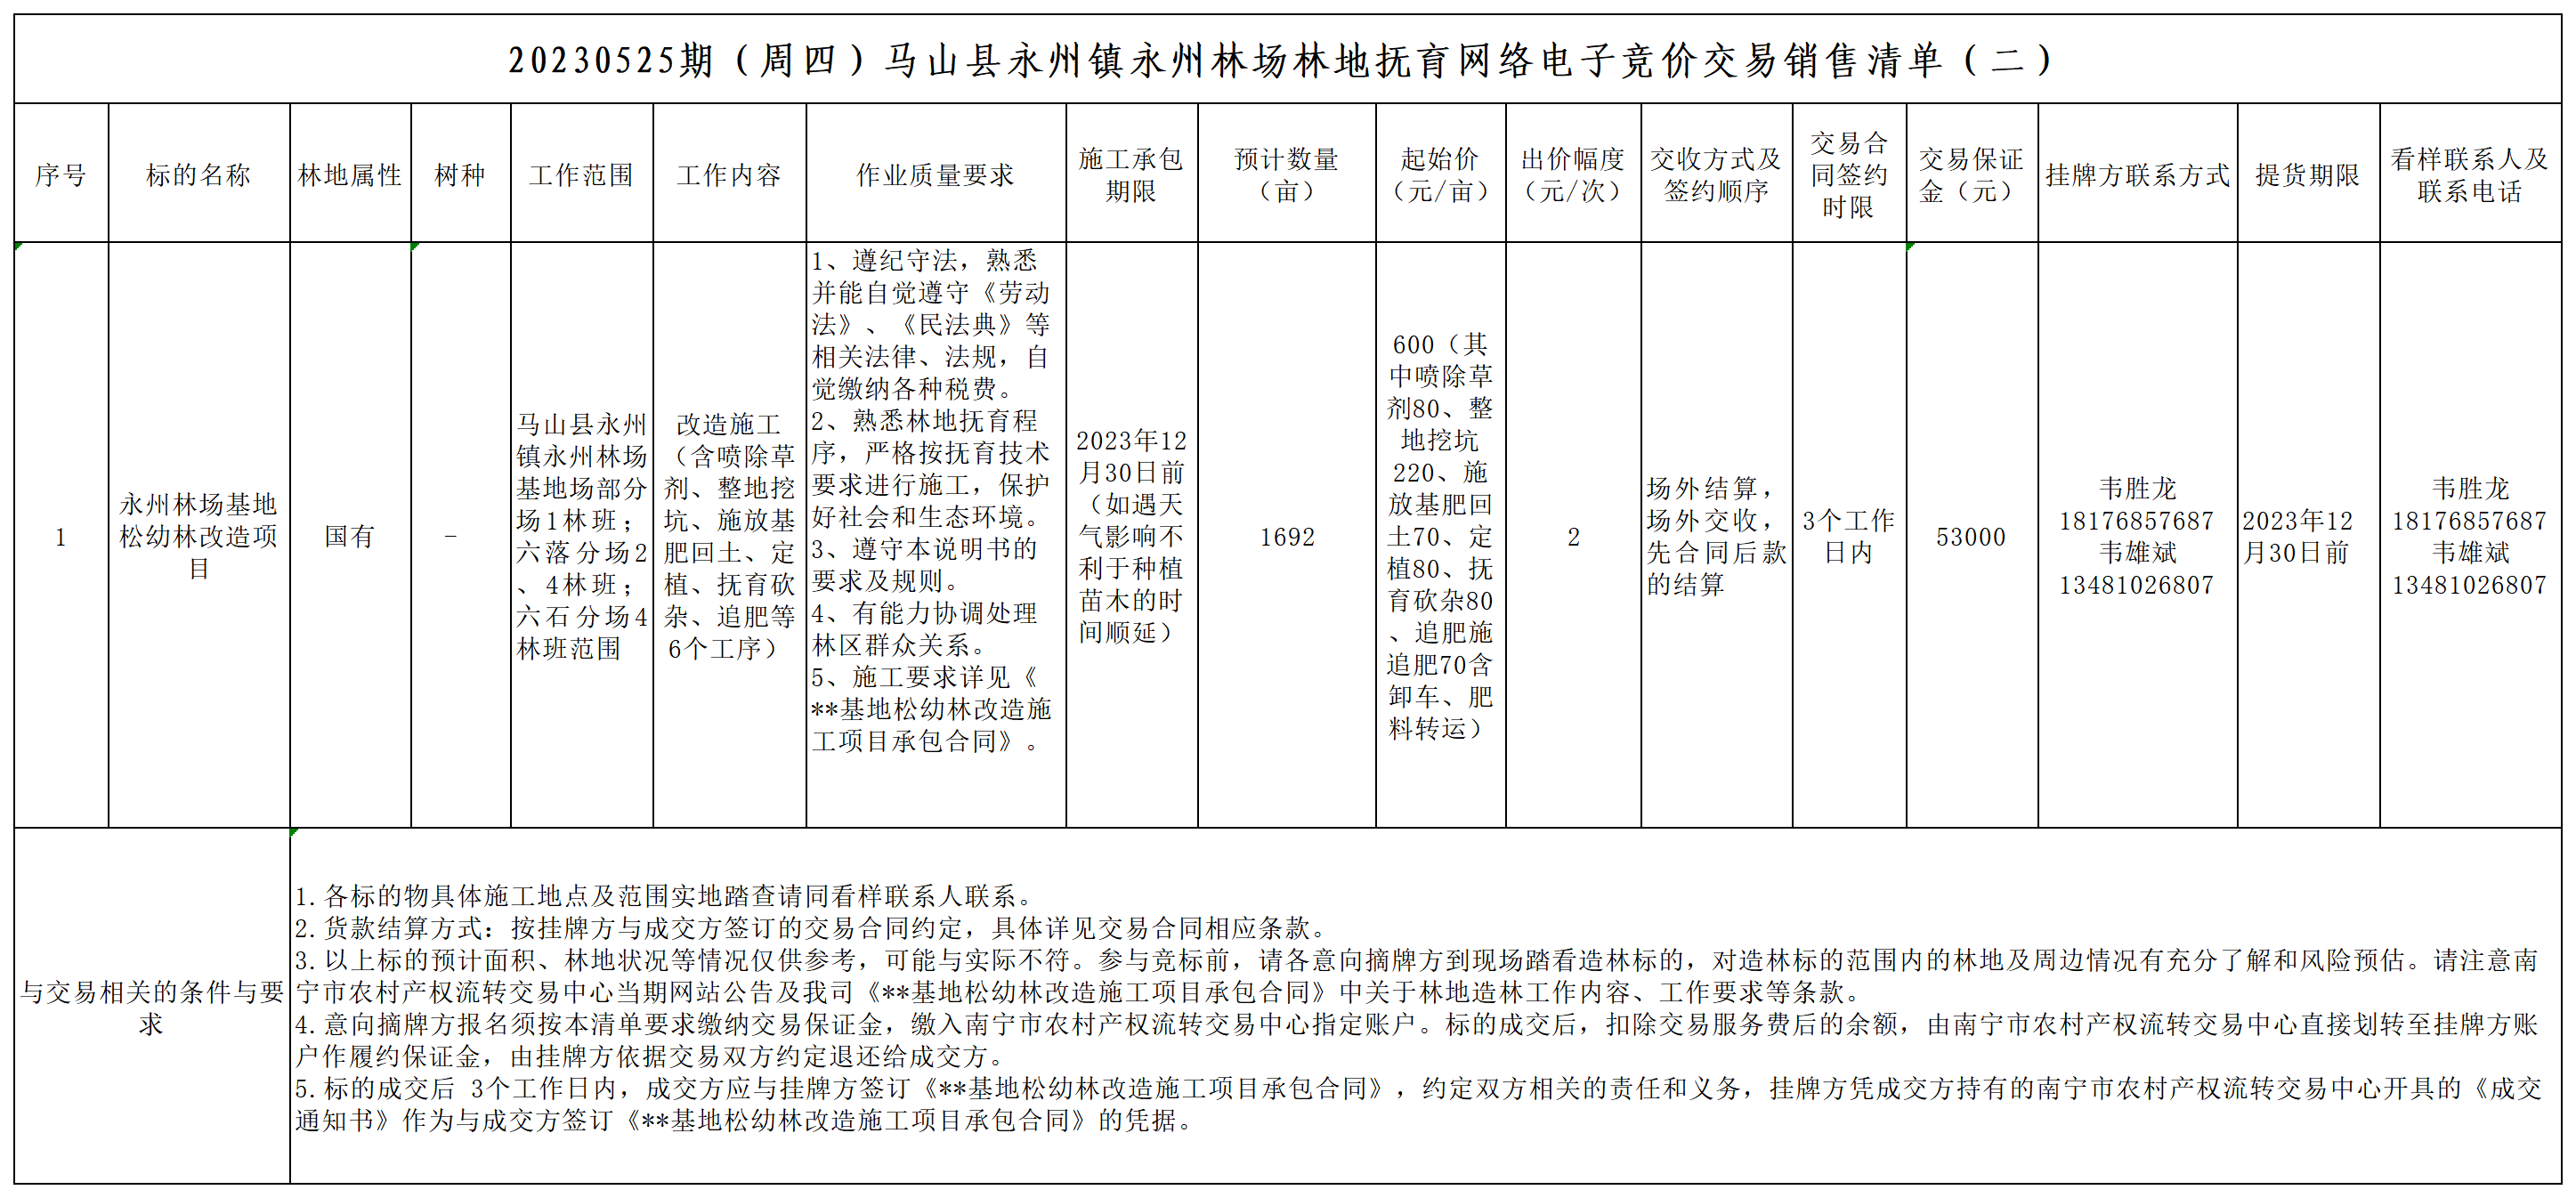 20230525期（周四）马山县永州镇永州林场林地抚育网络电子竞价交易销售清单（二）
序号
标的名称
林地属性
树种
工作范围
工作内容
作业质量要求
施工承包
期限
预计数量
（亩）
起始价
（元/亩）
出价幅度
（元/次）
交收方式及
签约顺序
交易合
同签约
时限
交易保证
金（元）
挂牌方联系方式
提货期限
看样联系人及
联系电话
1
永州林场基地
松幼林改造项
目
国有
-
马山县永州
镇永州林场
基地场部分
场1林班；
六落分场2
、4林班；
六石分场4
林班范围
改造施工
（含喷除草
剂、整地挖
坑、施放基
肥回土、定
植、抚育砍
杂、追肥等
6个工序）
1、遵纪守法，熟悉
并能自觉遵守《劳动
法》、《民法典》等
相关法律、法规，自
觉缴纳各种税费。
2、熟悉林地抚育程
序，严格按抚育技术
要求进行施工，保护
好社会和生态环境。
3、遵守本说明书的
要求及规则。
4、有能力协调处理
林区群众关系。
5、施工要求详见《
**基地松幼林改造施
工项目承包合同》。
2023年12
月30日前
（如遇天
气影响不
利于种植
苗木的时
间顺延）
1692
600（其
中喷除草
剂80、整
地挖坑
220、施
放基肥回
土70、定
植80、抚
育砍杂80
、追肥施
追肥70含
卸车、肥
料转运）
2
场外结算，
场外交收，
先合同后款
的结算
3个工作
日内
53000
韦胜龙
18176857687
韦雄斌
13481026807
2023年12
月30日前
韦胜龙
18176857687
韦雄斌
13481026807
与交易相关的条件与要
求
1.各标的物具体施工地点及范围实地踏查请同看样联系人联系。
2.货款结算方式：按挂牌方与成交方签订的交易合同约定，具体详见交易合同相应条款。
3.以上标的预计面积、林地状况等情况仅供参考，可能与实际不符。参与竞标前，请各意向摘牌方到现场踏看造林标的，对造林标的范围内的林地及周边情况有充分了解和风险预估。请注意南
宁市农村产权流转交易中心当期网站公告及我司《**基地松幼林改造施工项目承包合同》中关于林地造林工作内容、工作要求等条款。
4.意向摘牌方报名须按本清单要求缴纳交易保证金，缴入南宁市农村产权流转交易中心指定账户。标的成交后，扣除交易服务费后的余额，由南宁市农村产权流转交易中心直接划转至挂牌方账
户作履约保证金，由挂牌方依据交易双方约定退还给成交方。
5.标的成交后 3个工作日内，成交方应与挂牌方签订《**基地松幼林改造施工项目承包合同》，约定双方相关的责任和义务，挂牌方凭成交方持有的南宁市农村产权流转交易中心开具的《成交
通知书》作为与成交方签订《**基地松幼林改造施工项目承包合同》的凭据。